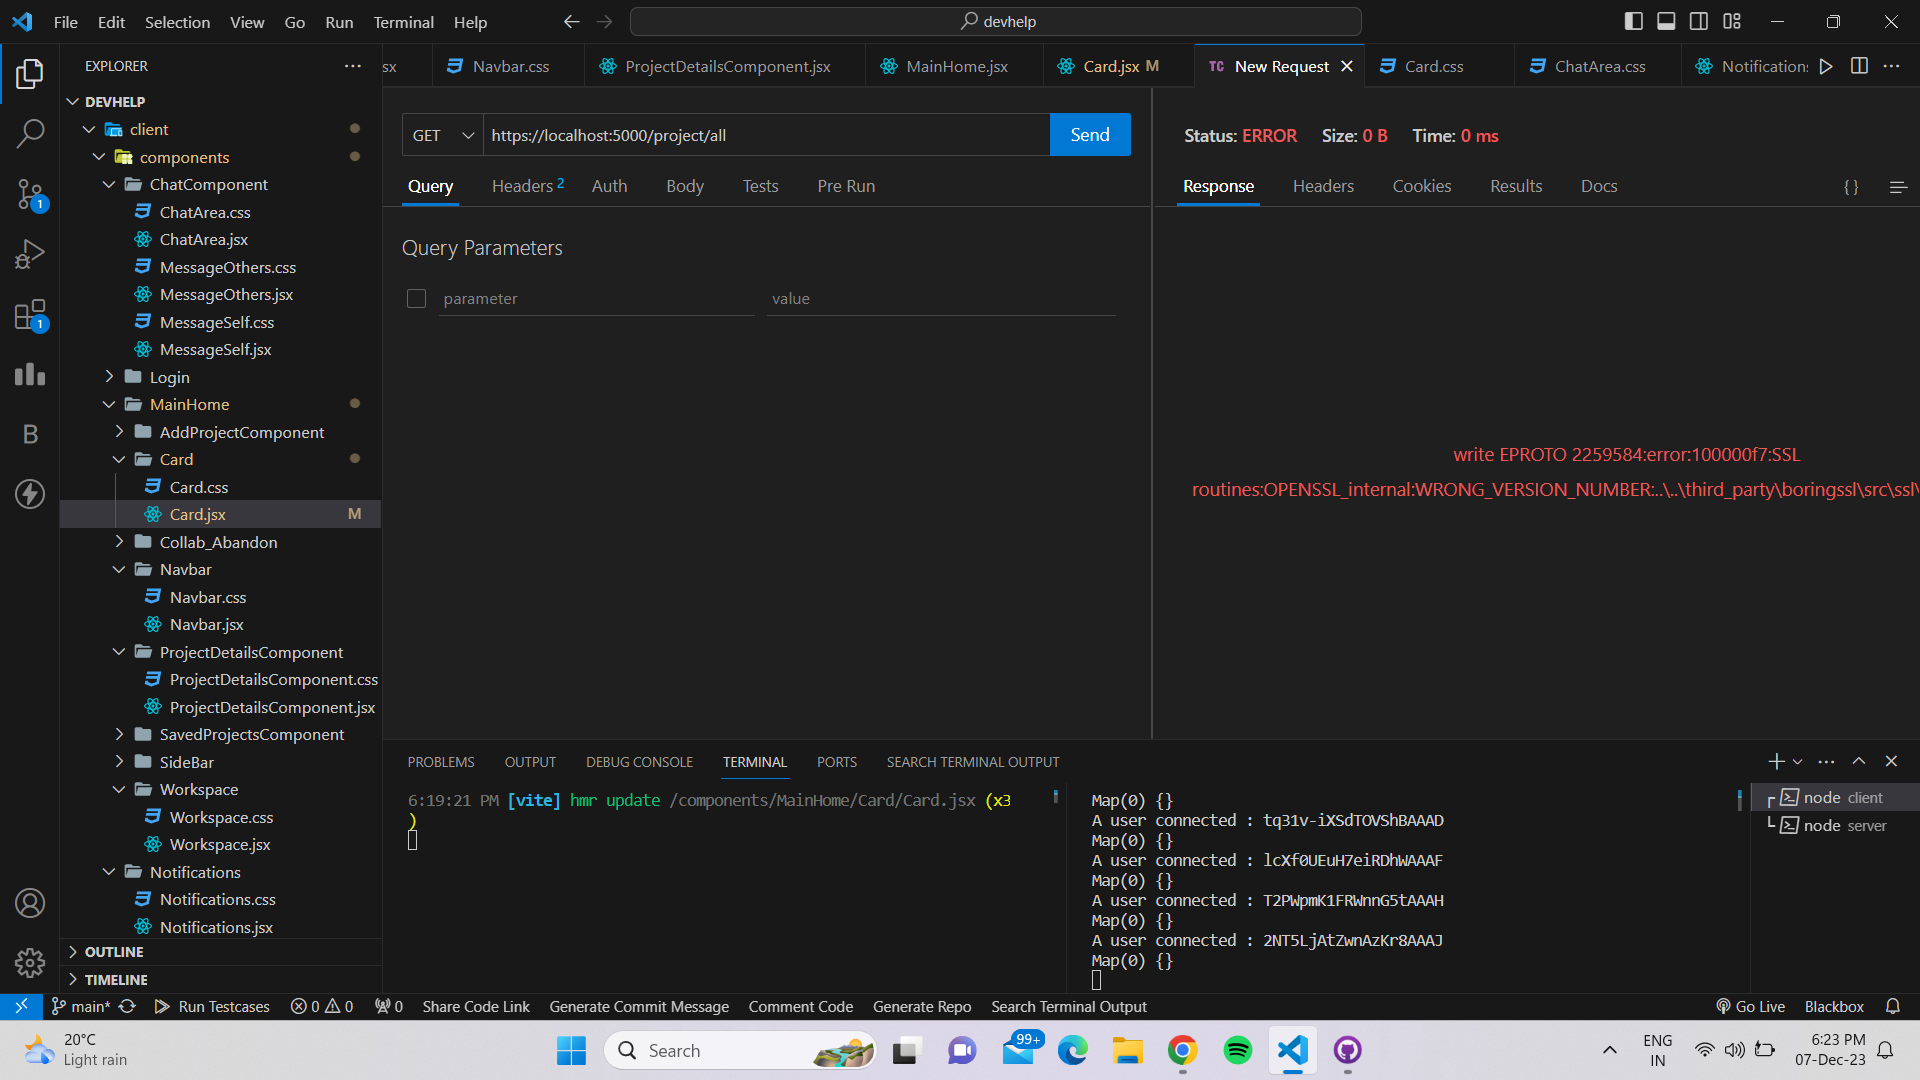 File Edit Selection View Go Run Terminal Help
devhelp
EXPLORER
sx
Navbar.css
ProjectDetailsComponent.jsx
MainHome.jsx
Card.jsx M
TC New Request
Card.css
ChatArea.css
Notification
DEVHELP
client
components
ChatComponent
ChatArea.css
ChatArea.jsx
MessageOthers.css
MessageOthers.jsx
MessageSelf.css
MessageSelf.jsx
Login
MainHome
AddProjectComponent
Card
Card.css
Card.jsx M
Collab_Abandon
Navbar
Navbar.css
Navbar.jsx
ProjectDetailsComponent
ProjectDetailsComponent.css
ProjectDetailsComponent.jsx
SavedProjectsComponent
SideBar
Workspace
Workspace.css
Workspace.jsx
Notifications
Notifications.css
Notifications.jsx
OUTLINE
TIMELINE
1
1
B
GET https://localhost:5000/project/all Send
Query Headers 2 Auth Body Tests Pre Run
Query Parameters
parameter value
Status: ERROR Size: 0 B Time: 0 ms
Response Headers Cookies Results Docs { }
write EPROTO 2259584:error:100000f7:SSL
routines:OPENSSL_internal:WRONG_VERSION_NUMBER:..\..\third_party\boringssl\src\ssl\
PROBLEMS OUTPUT DEBUG CONSOLE TERMINAL PORTS SEARCH TERMINAL OUTPUT
6:19:21 PM [vite] hmr update /components/MainHome/Card/Card.jsx (x3
)
Map(0) {}
A user connected : tq31v-iXSdTOVShBAAAD
Map(0) {}
A user connected : lcXf0UEuH7eiRDhWAAAF
Map(0) {}
A user connected : T2PWpmK1FRWnnG5tAAAH
Map(0) {}
A user connected : 2NT5LjAtZwnAzKr8AAAJ
Map(0) {}
node client
node server
main* Run Testcases 0 0 0 Share Code Link Generate Commit Message Comment Code Generate Repo Search Terminal Output Go Live Blackbox
20°C
Light rain
Search
99+
ENG
IN
6:23 PM
07-Dec-23